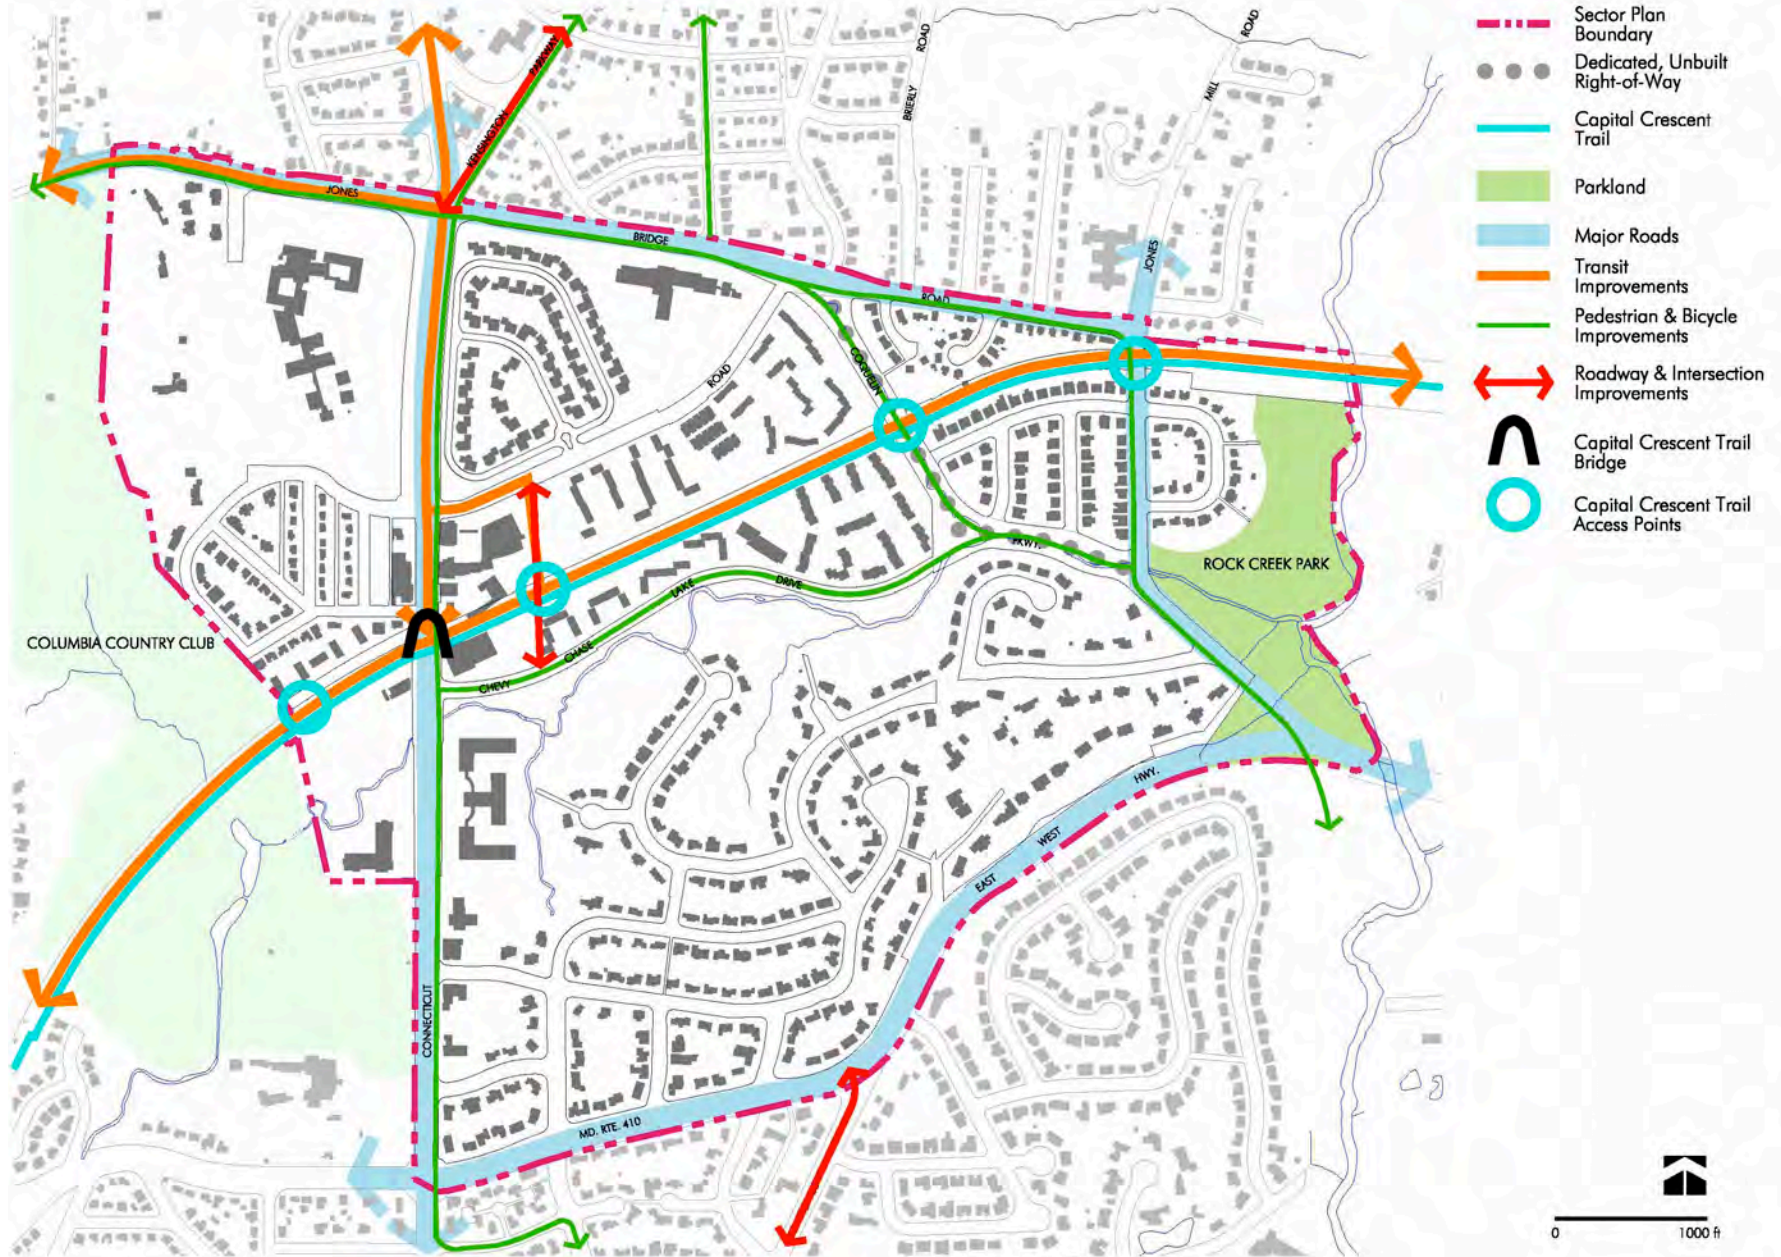 Sector Plan
Boundary
Dedicated, Unbuilt
Right-of-Way
Capital Crescent
Trail
Parkland
Major Roads
Transit
Improvements
Pedestrian & Bicycle
Improvements
Roadway & Intersection
Improvements
Capital Crescent Trail
Bridge
Capital Crescent Trail
Access Points
KENSINGTON
PARKWAY
BRIERLY
ROAD
MILL
ROAD
JONES
BRIDGE
ROAD
JONES
ROAD
COQUELIN
PKWY.
ROCK CREEK PARK
COLUMBIA COUNTRY CLUB
CHEVY
CHASE
LAKE
DRIVE
EAST
WEST
HWY.
CONNECTICUT
MD. RTE. 410
0
1000 ft